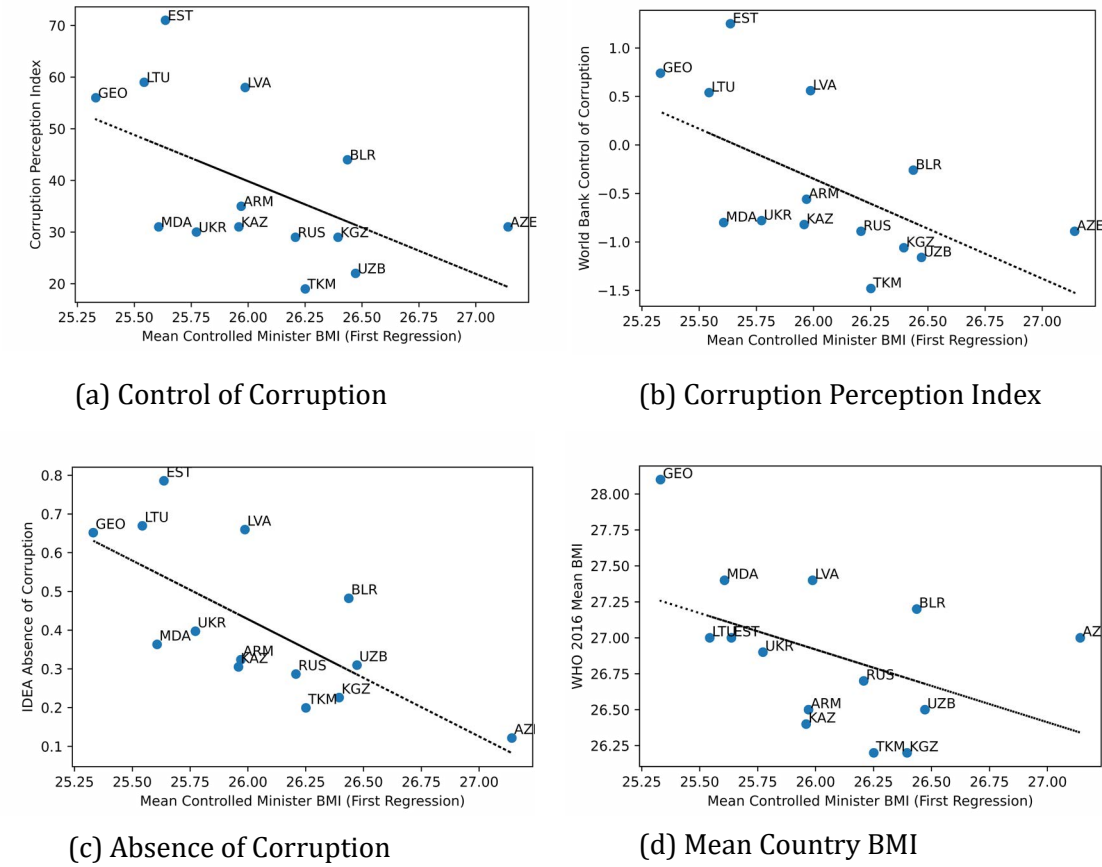 70
60
50
40
30
20
Corruption Perception Index
EST
LTU
LVA
GEO
BLR
ARM
MDA
UKR
KAZ
RUS
KGZ
AZE
UZB
TKM
25.25 25.50 25.75 26.00 26.25 26.50 26.75 27.00
Mean Controlled Minister BMI (First Regression)
(a) Control of Corruption
1.0
0.5
0.0
−0.5
−1.0
−1.5
World Bank Control of Corruption
EST
GEO
LTU
LVA
BLR
ARM
MDA
UKR
KAZ
RUS
AZE
KGZ
UZB
TKM
25.25 25.50 25.75 26.00 26.25 26.50 26.75 27.00
Mean Controlled Minister BMI (First Regression)
(b) Corruption Perception Index
0.8
0.7
0.6
0.5
0.4
0.3
0.2
0.1
IDEA Absence of Corruption
EST
GEO
LTU
LVA
BLR
UKR
MDA
ARM
KAZ
RUS
UZB
TKM
KGZ
AZ
25.25 25.50 25.75 26.00 26.25 26.50 26.75 27.00
Mean Controlled Minister BMI (First Regression)
(c) Absence of Corruption
28.00
27.75
27.50
27.25
27.00
26.75
26.50
26.25
WHO 2016 Mean BMI
GEO
MDA
LVA
BLR
LTU
EST
UKR
AZ
RUS
ARM
KAZ
UZB
TKM
KGZ
25.25 25.50 25.75 26.00 26.25 26.50 26.75 27.00
Mean Controlled Minister BMI (First Regression)
(d) Mean Country BMI